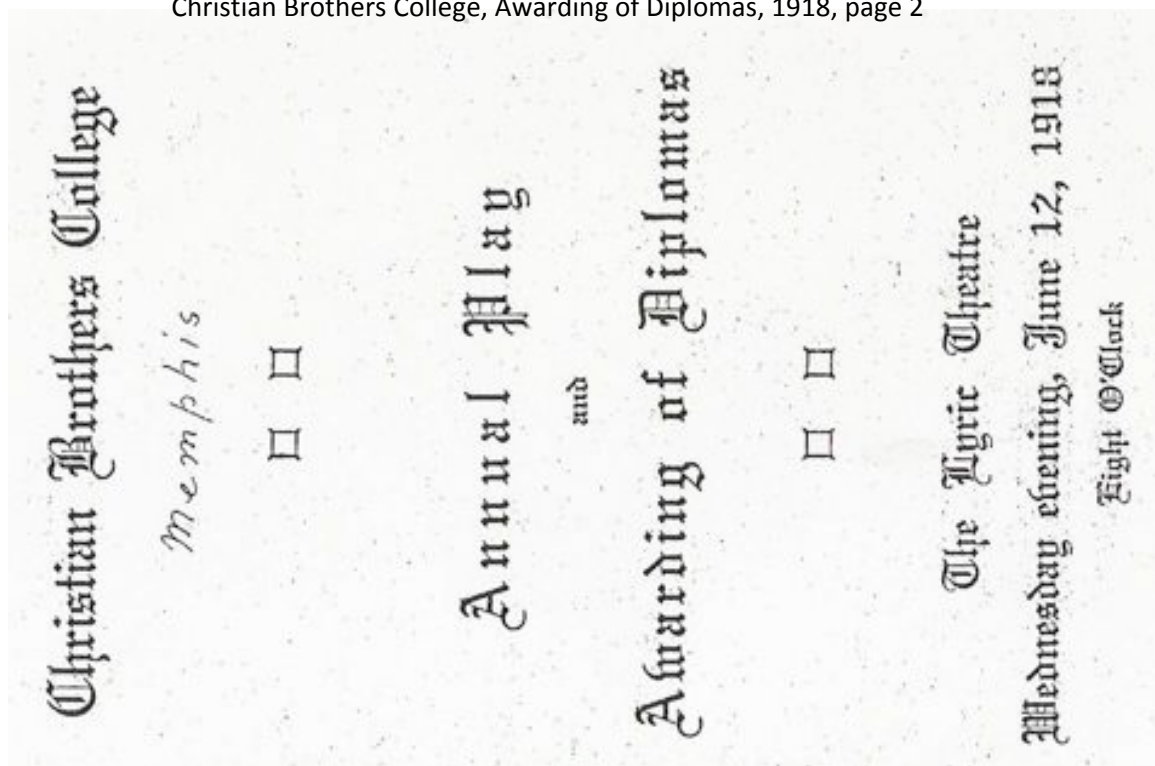 Christian Brothers College, Awarding of Diplomas, 1918, page 2
Christian Brothers College
Memphis
Annual Play
and
Awarding of Diplomas
The Lyric Theatre
Wednesday evening, June 12, 1918
Eight O'Clock